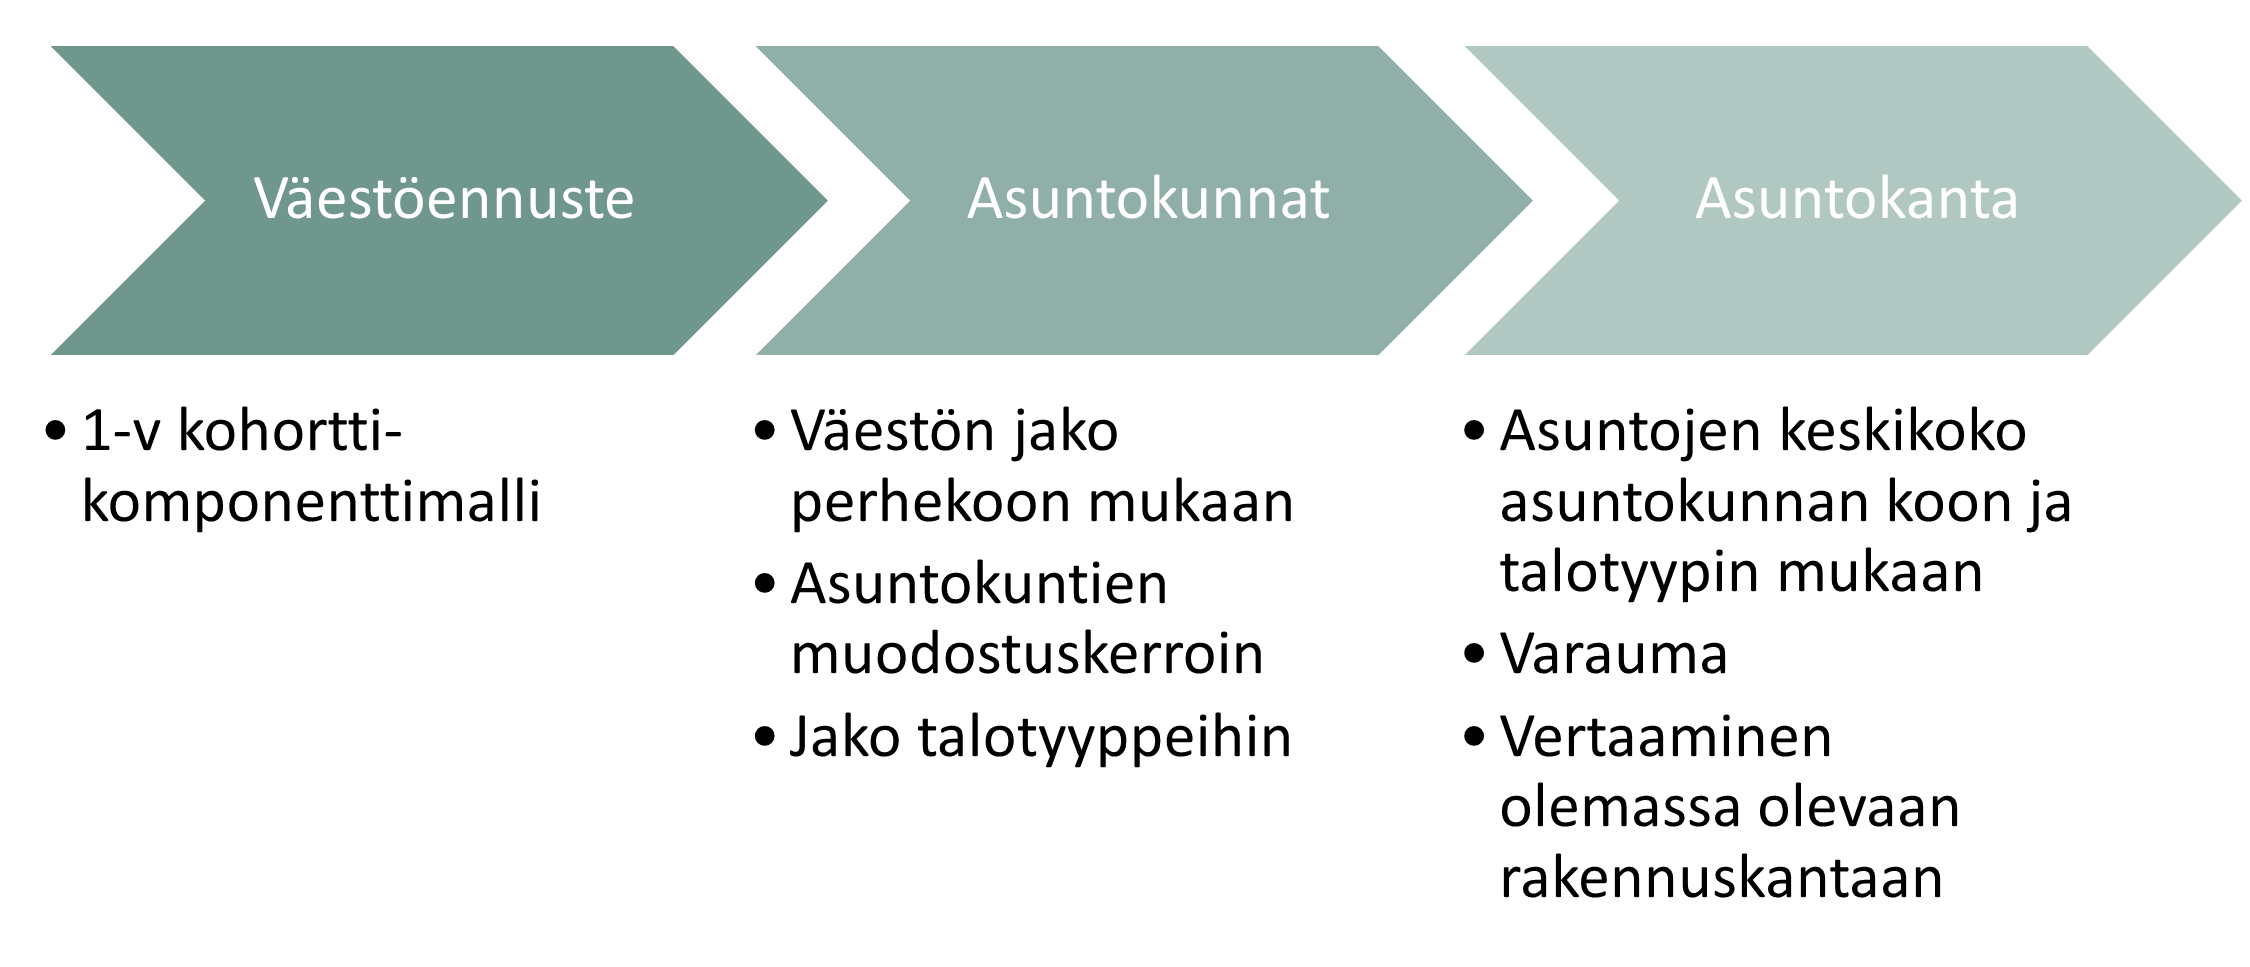 Väestöennuste
• 1-v kohortti-
komponenttimalli
Asuntokunnat
• Väestön jako
perhekoon mukaan
• Asuntokuntien
muodostuskerroin
• Jako talotyyppeihin
Asuntokanta
• Asuntojen keskikoko
asuntokunnan koon ja
talotyypin mukaan
• Varauma
• Vertaaminen
olemassa olevaan
rakennuskantaan